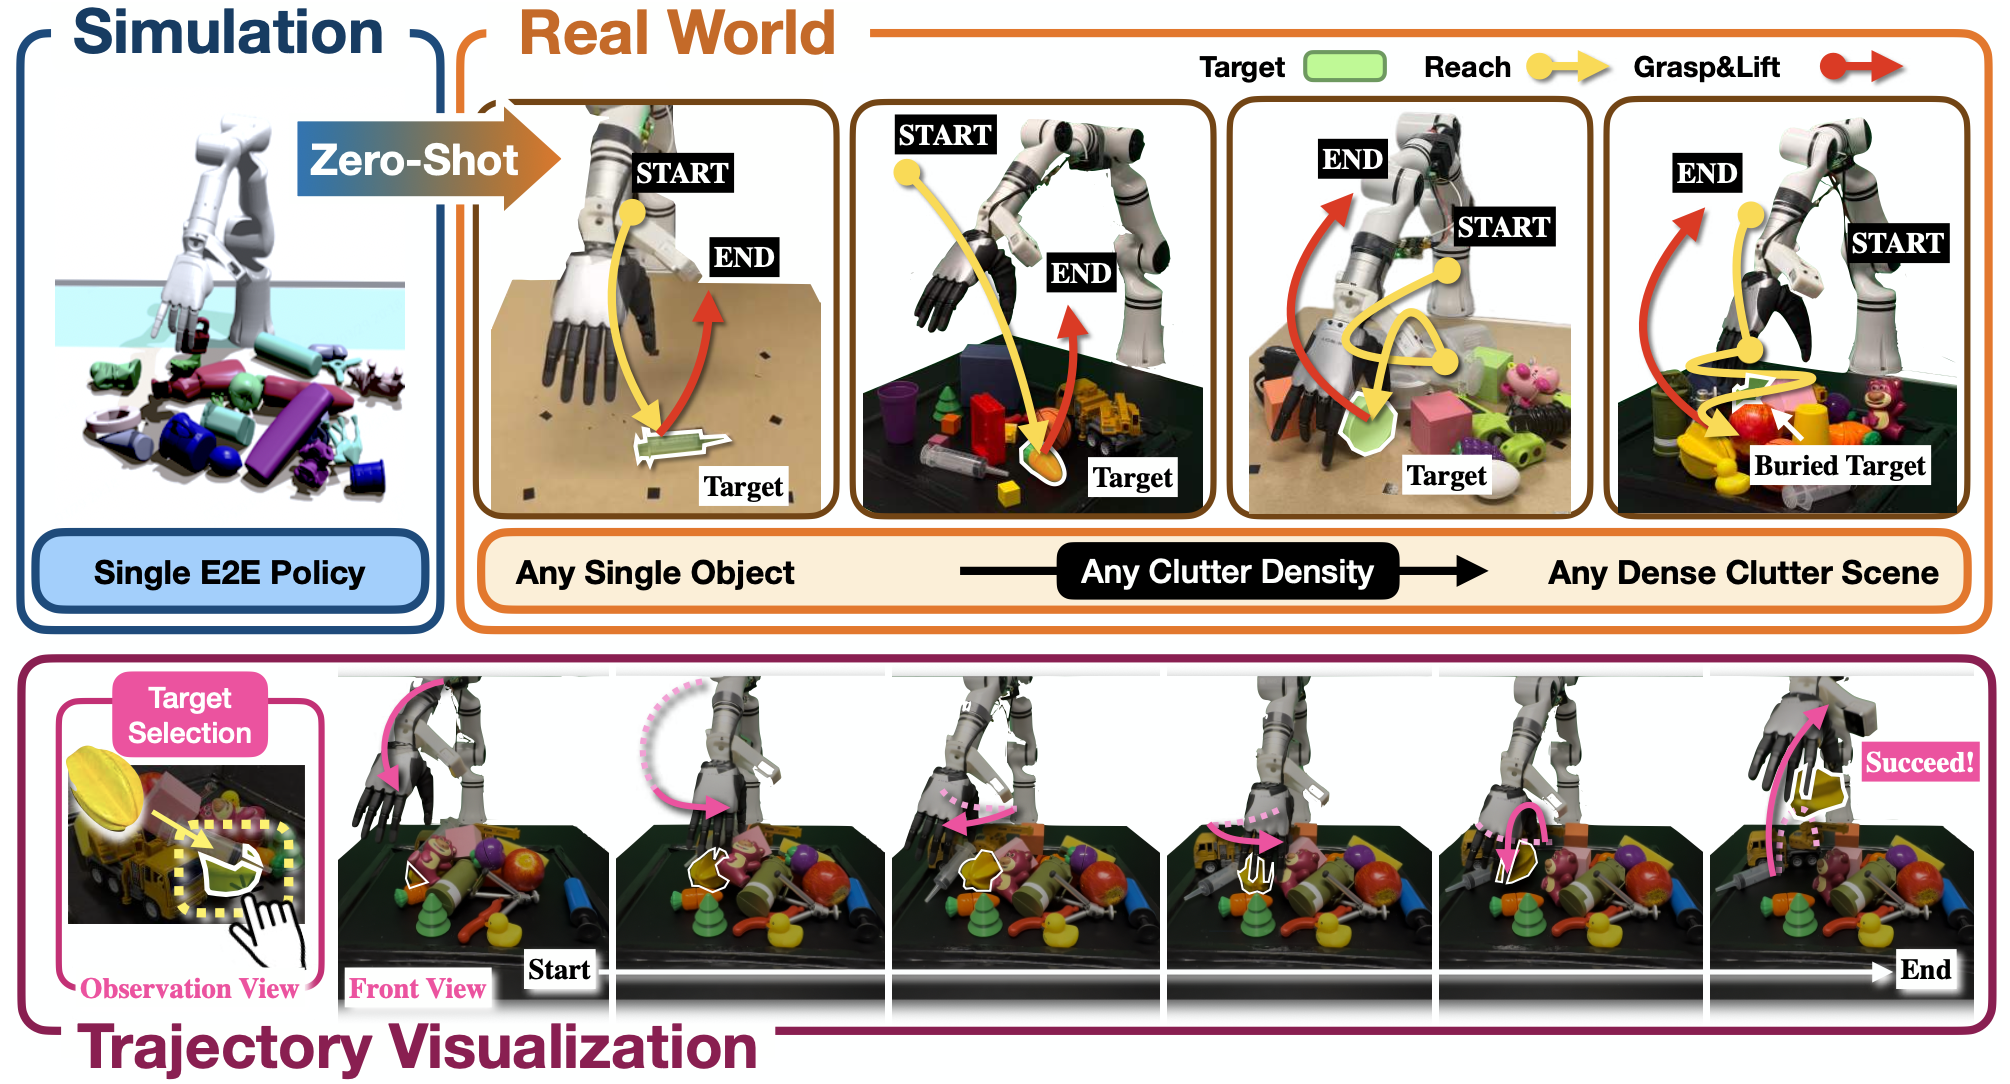 Simulation
Real World
Target
Reach
Grasp&Lift
Zero-Shot
START
END
Target
START
END
Target
END
START
Target
END
START
Buried Target
Single E2E Policy
Any Single Object
Any Clutter Density
Any Dense Clutter Scene
Target
Selection
Observation View
Front View
Start
Succeed!
End
Trajectory Visualization